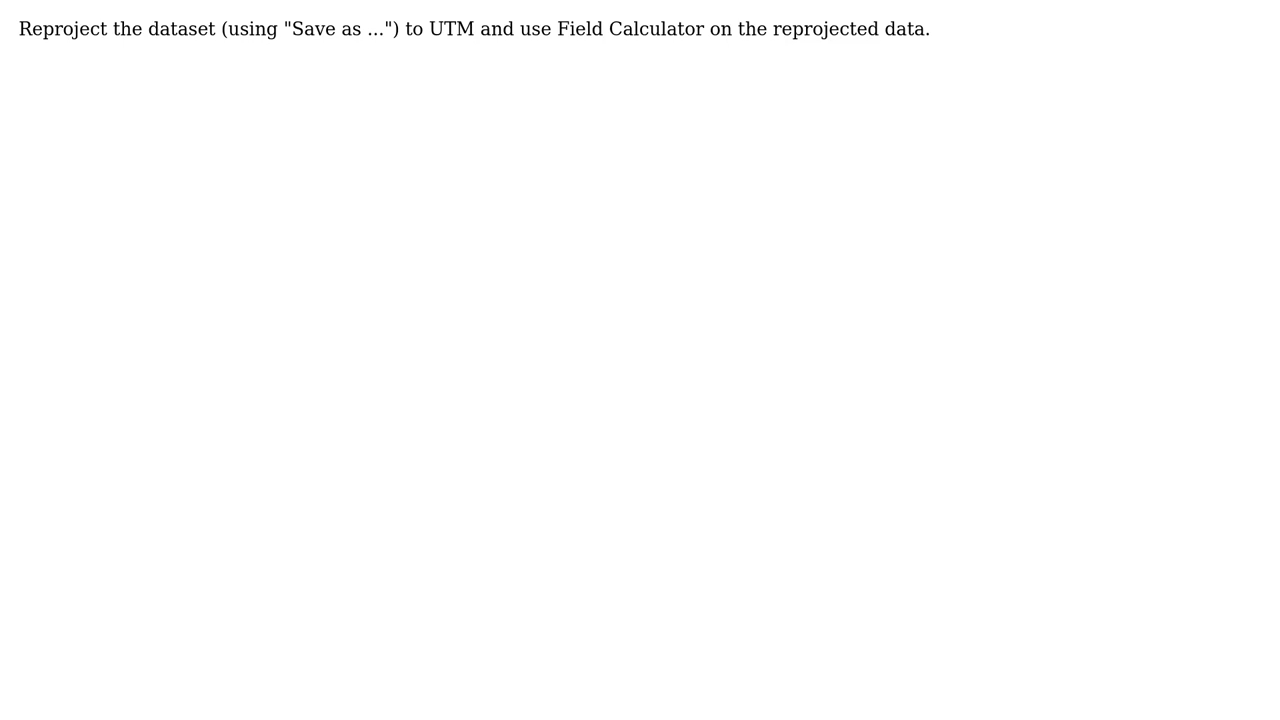 Reproject the dataset (using "Save as ...") to UTM and use Field Calculator on the reprojected data.